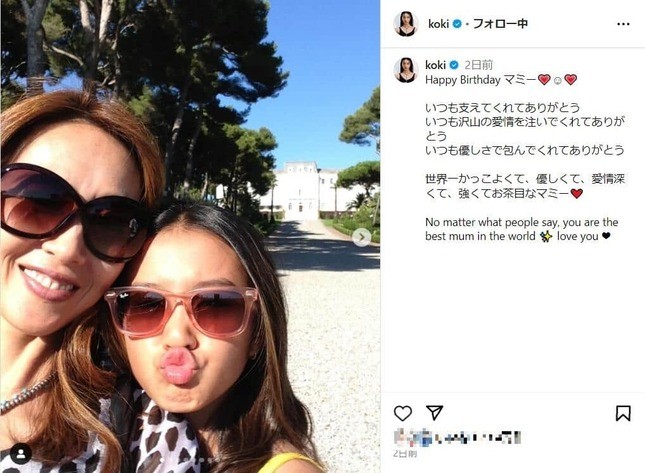 koki・フォロー中
koki 2日前
Happy Birthday マミー❤️☺️❤️
いつも支えてくれてありがとう
いつも沢山の愛情を注いでくれてありが
とう
いつも優しさで包んでくれてありがとう
世界一かっこよくて、優しくて、愛情深
くて、強くてお茶目なマミー❤️
No matter what people say, you are the
best mum in the world ✨ love you ❤
2日前